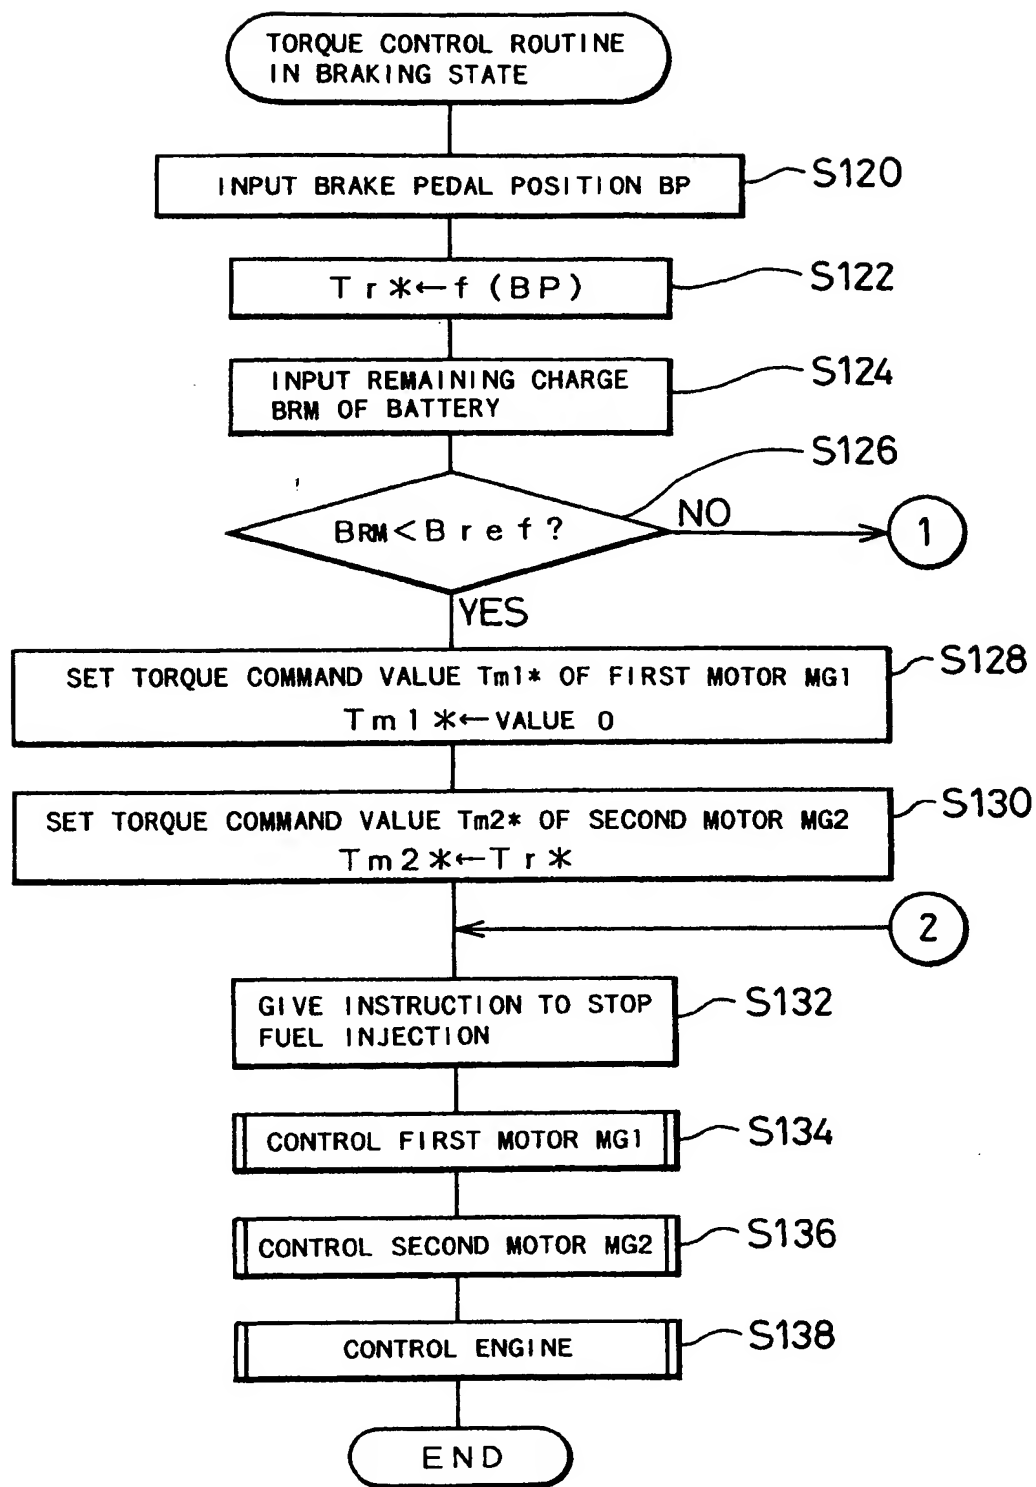 TORQUE CONTROL ROUTINE
IN BRAKING STATE
INPUT BRAKE PEDAL POSITION BP
S120
Tr*←f(BP)
S122
INPUT REMAINING CHARGE
BRM OF BATTERY
S124
S126
BRM<Bref?
NO
1
YES
SET TORQUE COMMAND VALUE Tm1* OF FIRST MOTOR MG1
Tm1*←VALUE 0
S128
SET TORQUE COMMAND VALUE Tm2* OF SECOND MOTOR MG2
Tm2*←Tr*
S130
2
GIVE INSTRUCTION TO STOP
FUEL INJECTION
S132
CONTROL FIRST MOTOR MG1
S134
CONTROL SECOND MOTOR MG2
S136
CONTROL ENGINE
S138
END